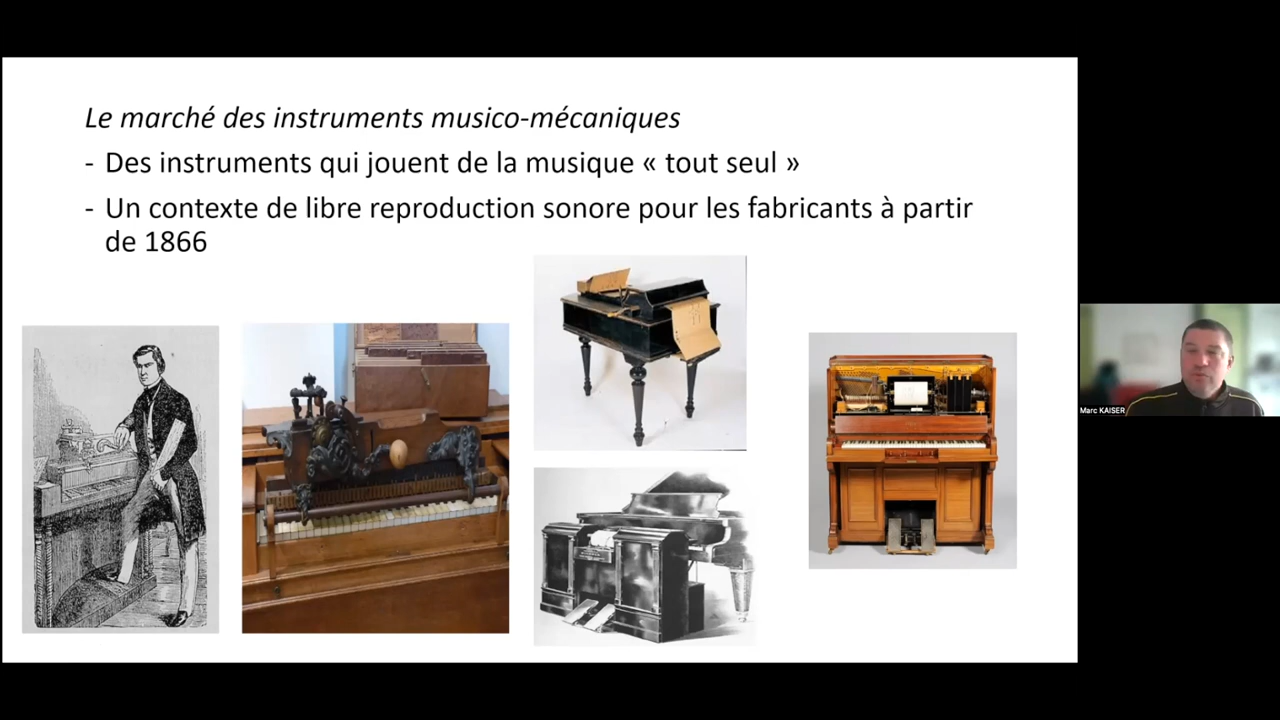 Le marché des instruments musico-mécaniques
- Des instruments qui jouent de la musique « tout seul »
- Un contexte de libre reproduction sonore pour les fabricants à partir
de 1866
Marc KAISER